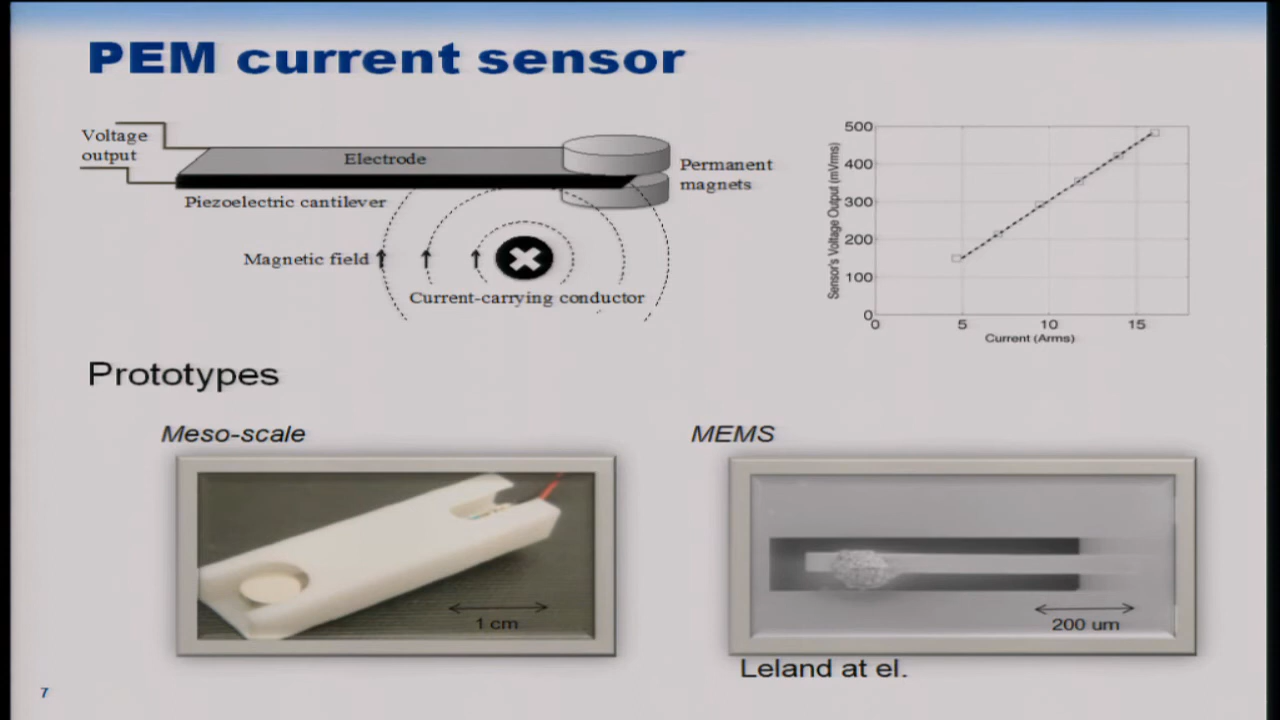 PEM current sensor
Voltage
output
Electrode
Permanent
magnets
Piezoelectric cantilever
Magnetic field
Current-carrying conductor
Sensor's Voltage Output (mVrms)
500
400
300
200
100
0
0 5 10 15
Current (Arms)
Prototypes
Meso-scale
MEMS
1 cm
200 um
Leland at el.
7